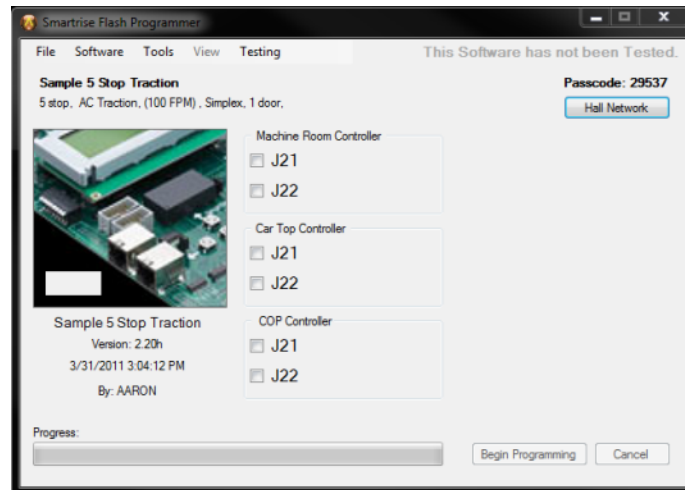 Smartrise Flash Programmer
File Software Tools View Testing This Software has not been Tested.
Sample 5 Stop Traction Passcode: 29537
5 stop, AC Traction, (100 FPM) , Simplex, 1 door,
Hall Network
Machine Room Controller
J21
J22
Car Top Controller
J21
J22
Sample 5 Stop Traction
Version: 2.20h
3/31/2011 3:04:12 PM
By: AARON
COP Controller
J21
J22
Progress:
Begin Programming Cancel